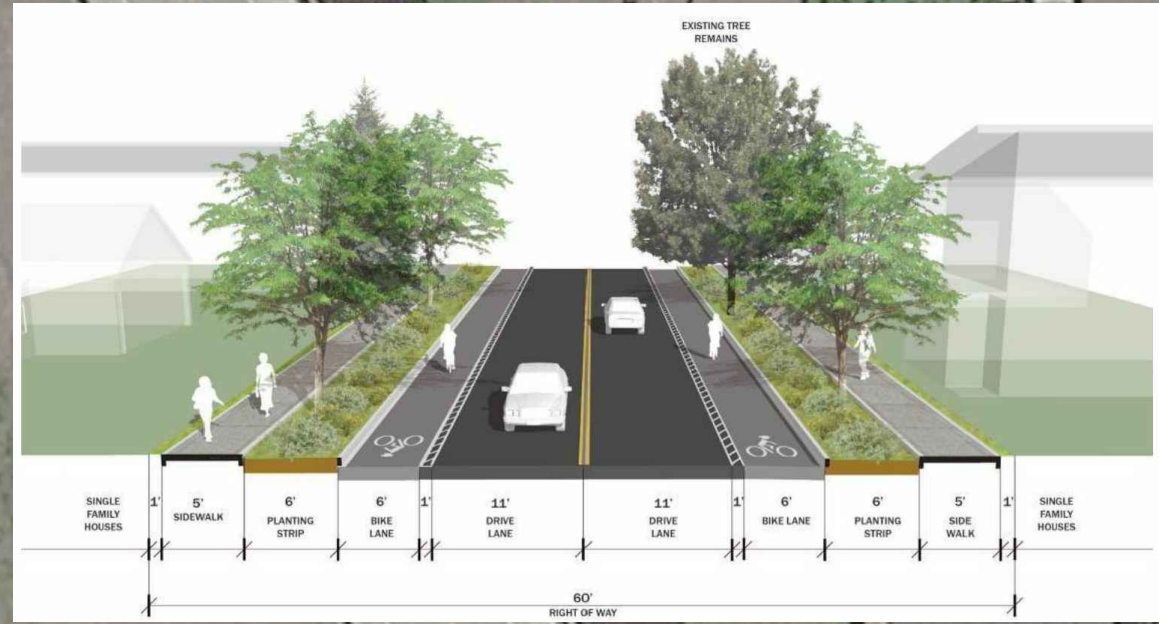 EXISTING TREE
REMAINS
SINGLE
FAMILY
HOUSES
1'
5'
SIDEWALK
6'
PLANTING
STRIP
6'
BIKE
LANE
1'
11'
DRIVE
LANE
11'
DRIVE
LANE
1'
6'
BIKE LANE
6'
PLANTING
STRIP
5'
SIDE
WALK
1'
SINGLE
FAMILY
HOUSES
60'
RIGHT OF WAY